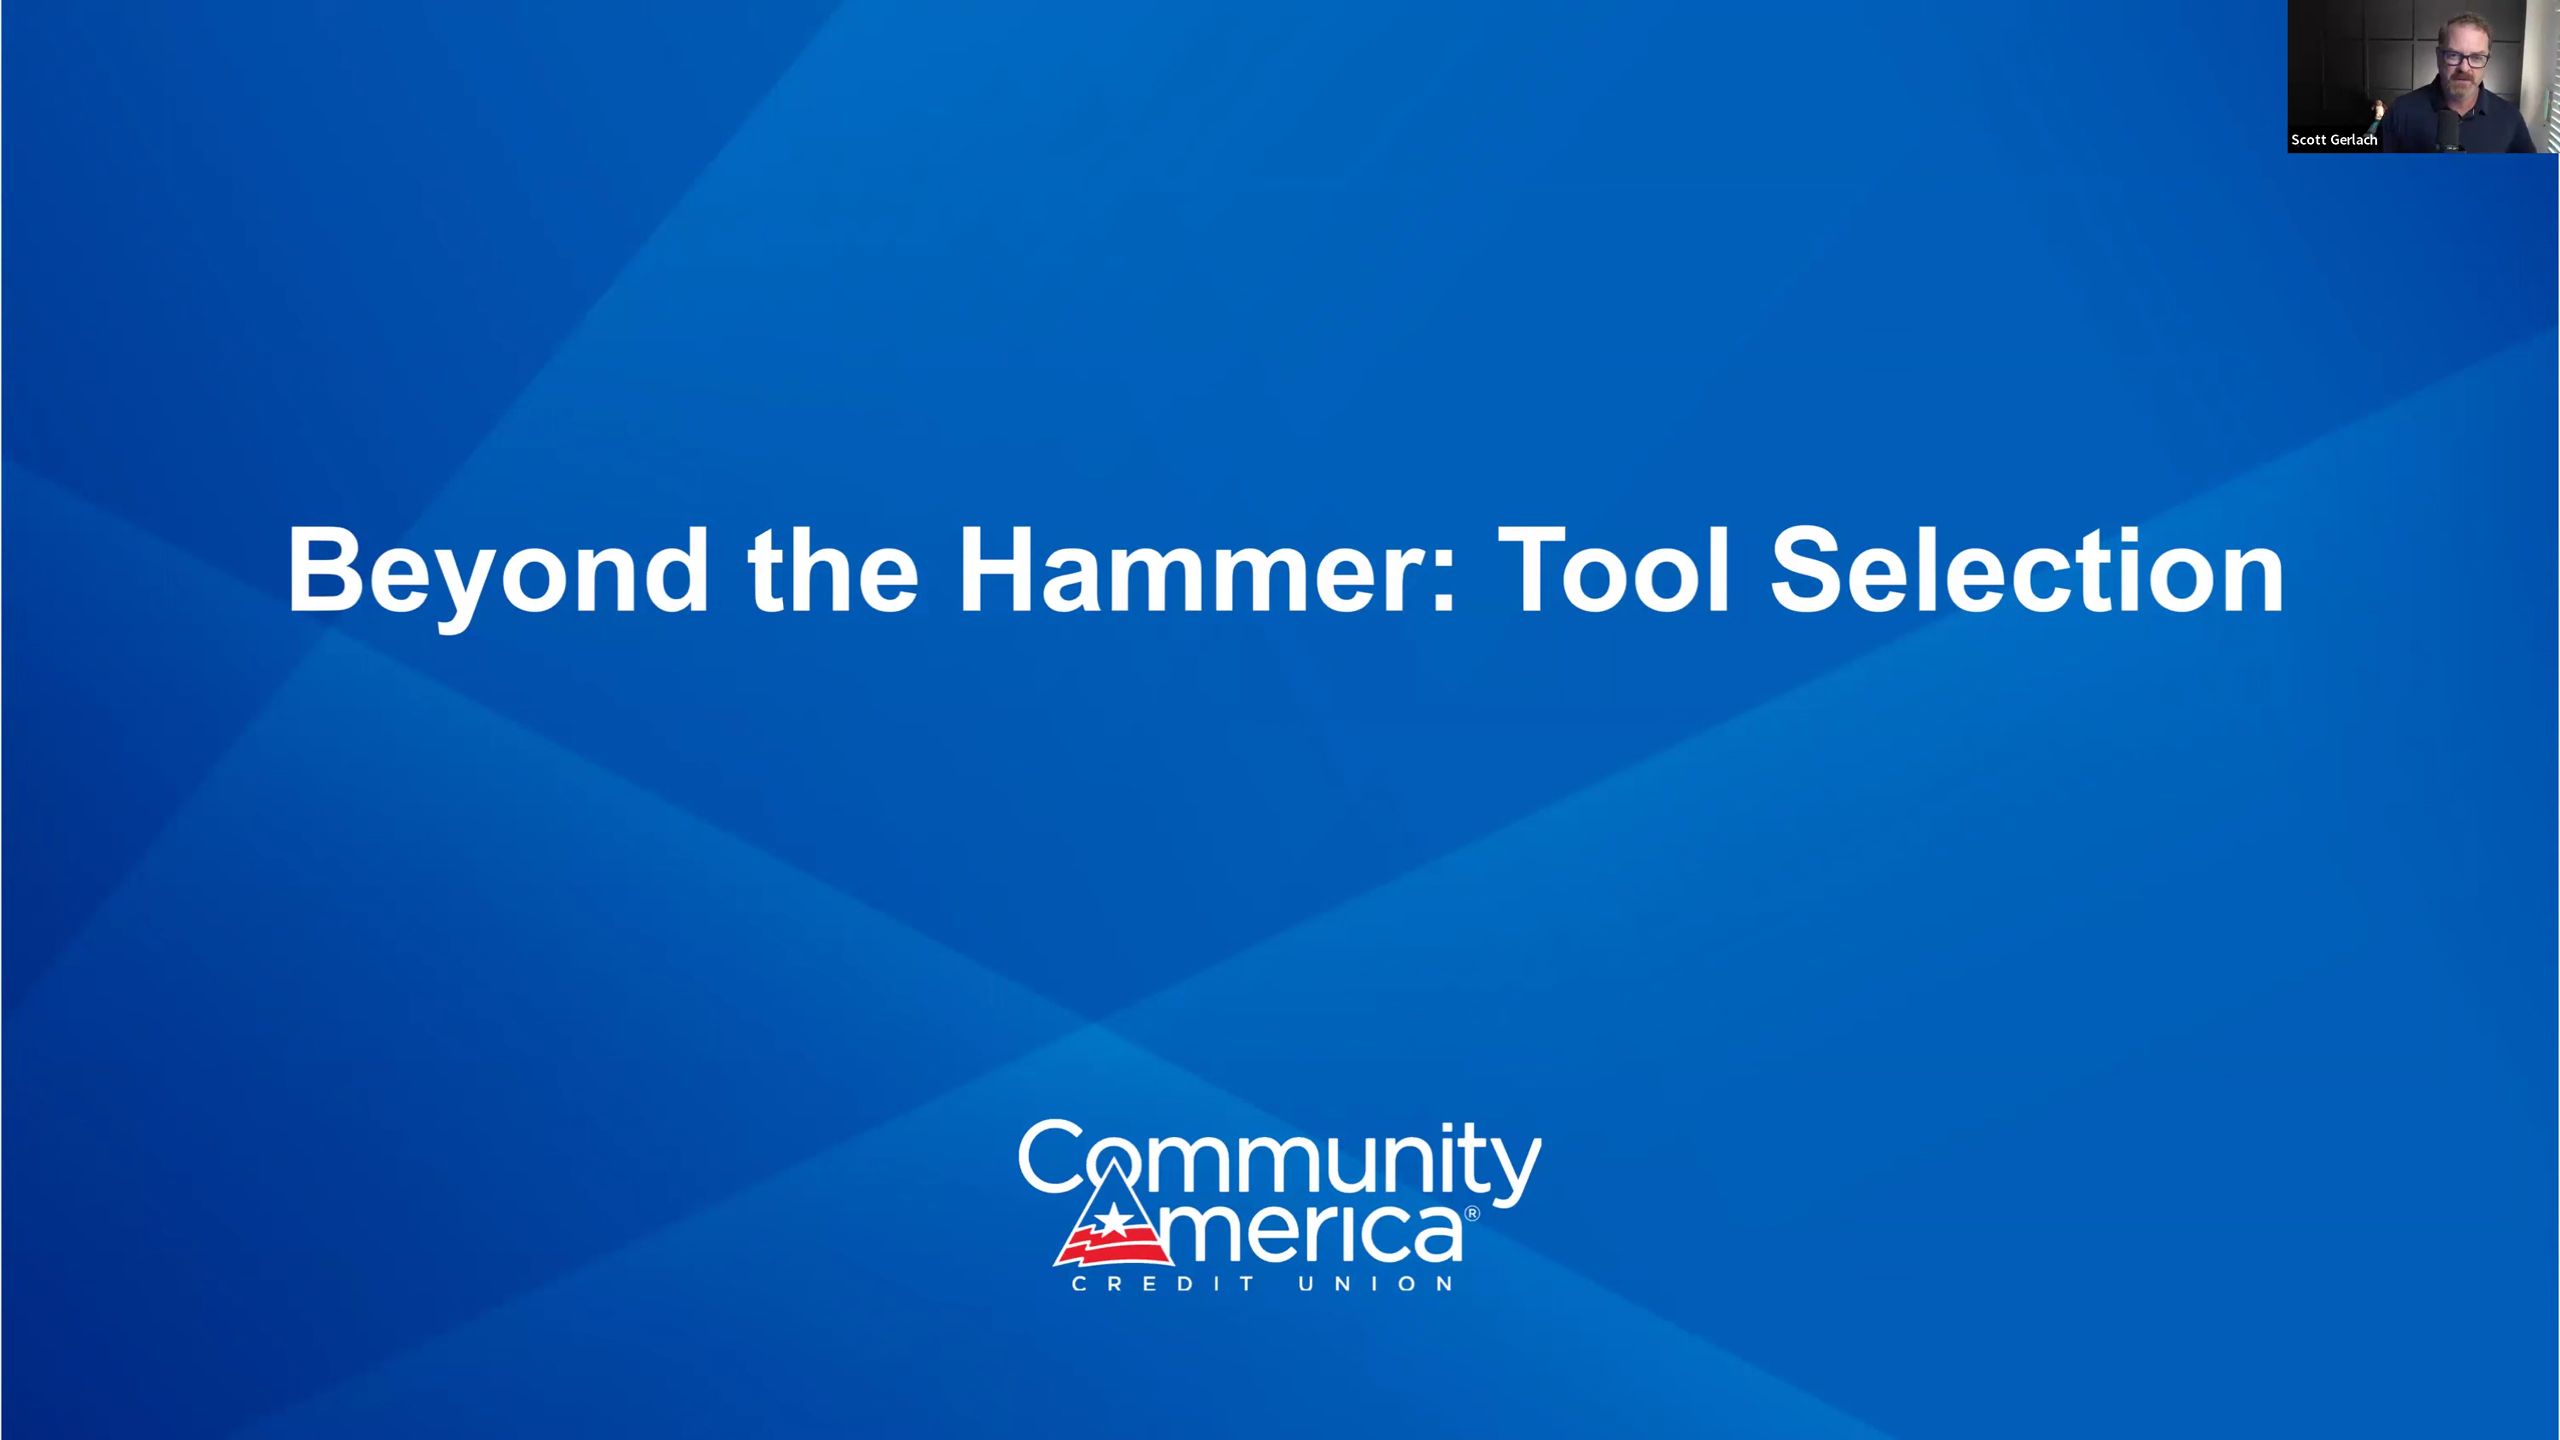 Scott Gerlach
Beyond the Hammer: Tool Selection
Community
America®
CREDIT UNION